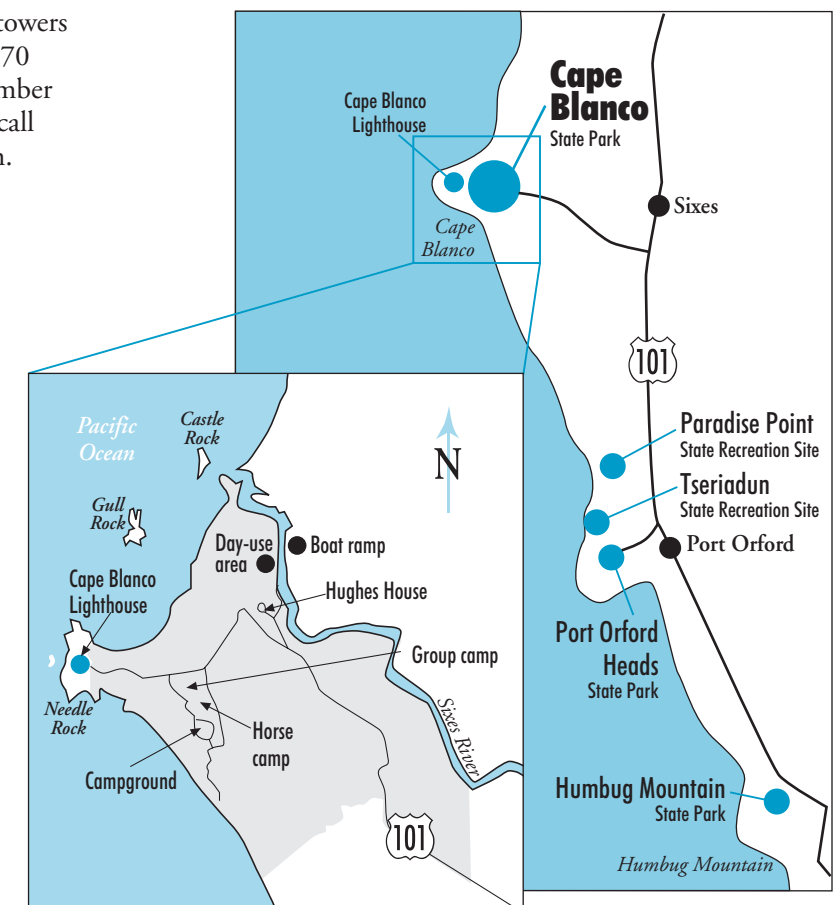 towers
70
mber
call
n.
Cape
Blanco
State Park
Cape Blanco
Lighthouse
Cape
Blanco
Sixes
101
Paradise Point
State Recreation Site
Tseriadun
State Recreation Site
Port Orford
Port Orford
Heads
State Park
Humbug Mountain
State Park
Humbug Mountain
Pacific
Ocean
Castle
Rock
N
Gull
Rock
Day-use
area
Boat ramp
Cape Blanco
Lighthouse
Hughes House
Group camp
Needle
Rock
Horse
camp
Sixes River
Campground
101